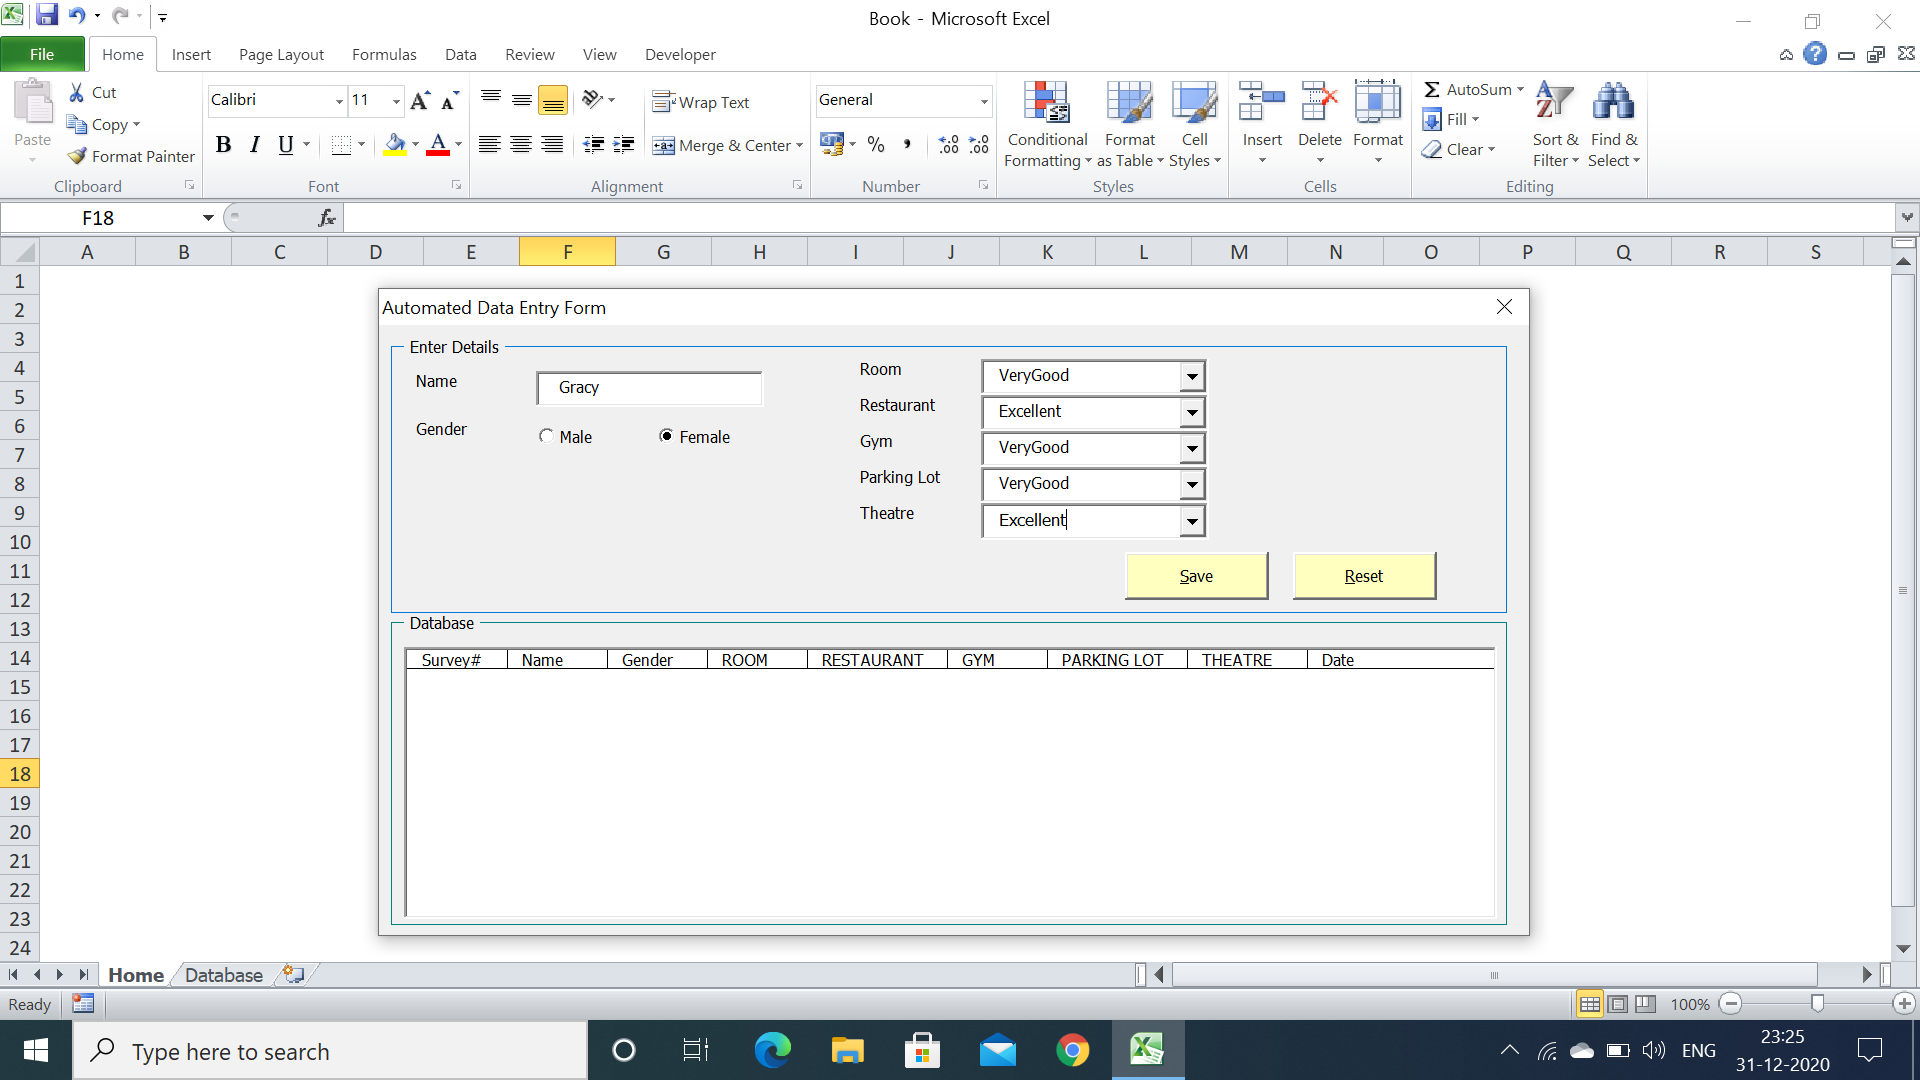 Book - Microsoft Excel
File Home Insert Page Layout Formulas Data Review View Developer
Paste
Cut
Copy
Format Painter
Clipboard
Calibri 11
B I U
Font
Wrap Text
Merge & Center
Alignment
General
%
Number
Conditional Formatting
Format as Table
Cell Styles
Styles
Insert Delete Format
Cells
AutoSum
Fill
Clear
Sort & Filter
Find & Select
Editing
F18 fx
A B C D E F G H I J K L M N O P Q R S
1
2
3
4
5
6
7
8
9
10
11
12
13
14
15
16
17
18
19
20
21
22
23
24
Automated Data Entry Form
Enter Details
Name Gracy
Gender Male Female
Room VeryGood
Restaurant Excellent
Gym VeryGood
Parking Lot VeryGood
Theatre Excellent
Save Reset
Database
Survey# Name Gender ROOM RESTAURANT GYM PARKING LOT THEATRE Date
Home Database
Ready 100%
Type here to search
ENG
23:25
31-12-2020